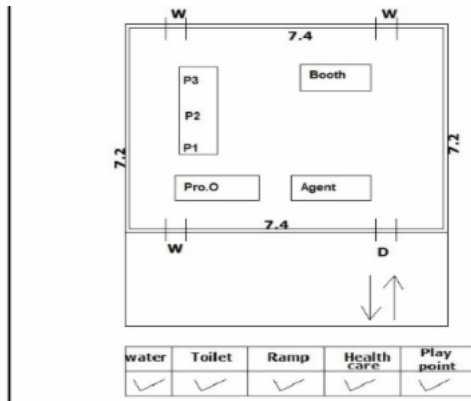 W W
7.4
P3 Booth
P2
P1
7.2 7.2
Pro.O Agent
7.4
W D
water Toilet Ramp Health care Play point